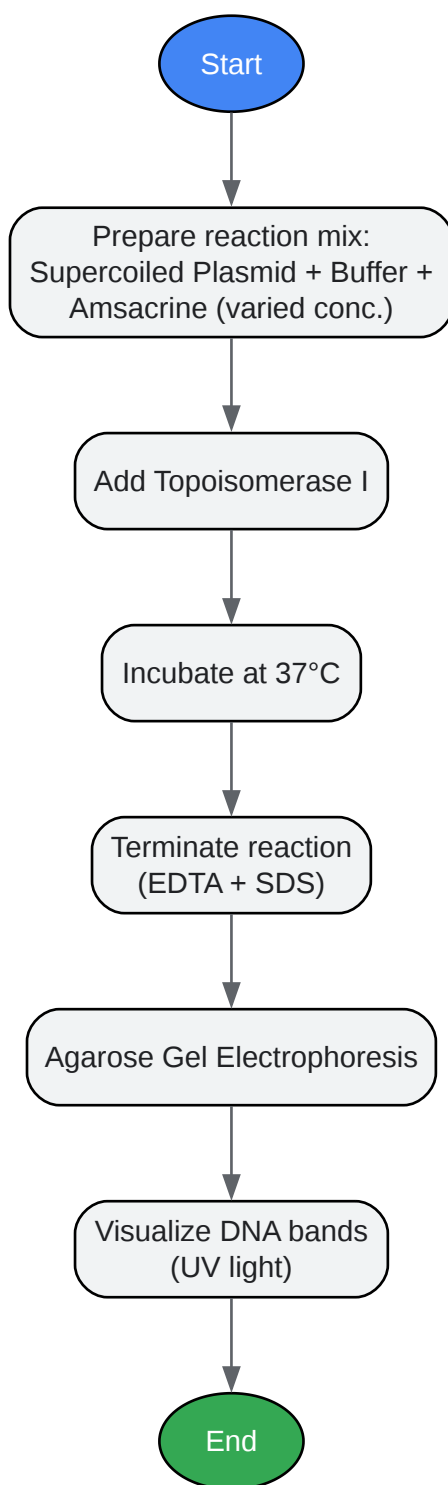 Start
Prepare reaction mix:
Supercoiled Plasmid + Buffer +
Amsacrine (varied conc.)
Add Topoisomerase I
Incubate at 37°C
Terminate reaction
(EDTA + SDS)
Agarose Gel Electrophoresis
Visualize DNA bands
(UV light)
End